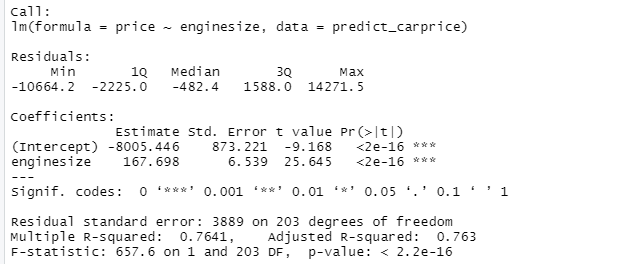 Call:
lm(formula = price ~ enginesize, data = predict_carprice)
Residuals:
Min 1Q Median 3Q Max
-10664.2 -2225.0 -482.4 1588.0 14271.5
Coefficients:
Estimate Std. Error t value Pr(>|t|)
(Intercept) -8005.446 873.221 -9.168 <2e-16 ***
enginesize 167.698 6.539 25.645 <2e-16 ***
---
Signif. codes: 0 ‘***’ 0.001 ‘**’ 0.01 ‘*’ 0.05 ‘.’ 0.1 ‘ ’ 1
Residual standard error: 3889 on 203 degrees of freedom
Multiple R-squared: 0.7641, Adjusted R-squared: 0.763
F-statistic: 657.6 on 1 and 203 DF, p-value: < 2.2e-16